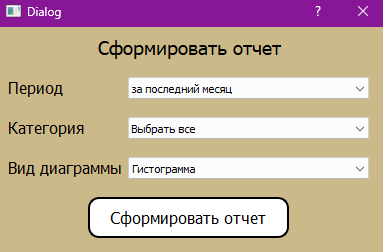 Dialog
?
Сформировать отчет
Период
за последний месяц
Категория
Выбрать все
Вид диаграммы
Гистограмма
Сформировать отчет